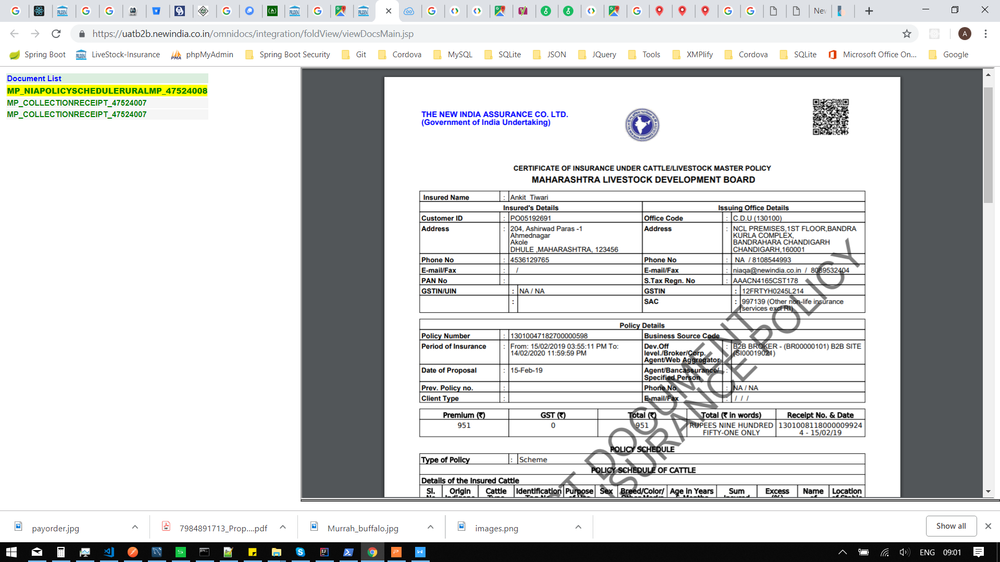 New
https://uatb2b.newindia.co.in/omnidocs/integration/foldView/viewDocsMain.jsp
A
Spring Boot LiveStock-Insurance phpMyAdmin Spring Boot Security Git Cordova MySQL SQLite JSON JQuery Tools XMPlify Cordova SQLite Microsoft Office On... Google
Document List
MP_NIAPOLICYSCHEDULERURALMP_47524008
MP_COLLECTIONRECEIPT_47524007
MP_COLLECTIONRECEIPT_47524007
THE NEW INDIA ASSURANCE CO. LTD.
(Government of India Undertaking)
CERTIFICATE OF INSURANCE UNDER CATTLE/LIVESTOCK MASTER POLICY
MAHARASHTRA LIVESTOCK DEVELOPMENT BOARD
Insured Name : Ankit Tiwari
Insured's Details Issuing Office Details
Customer ID : PO05192691 Office Code : C.D.U (130100)
Address : 204, Ashirwad Paras -1 Address : NCL PREMISES,1ST FLOOR,BANDRA
Ahmednagar KURLA COMPLEX,
Akole BANDRAHARA CHANDIGARH
DHULE ,MAHARASHTRA, 123456 CHANDIGARH,160001
Phone No : 4536129765 Phone No : NA / 8108544993
E-mail/Fax : / E-mail/Fax : niaqa@newindia.co.in / 8089532404
PAN No : S.Tax Regn. No : AAACN4165CST178
GSTIN/UIN : NA / NA GSTIN : 12FRTYH0245L214
: SAC : 997139 (Other non-life insurance
services excl RI)
Policy Details
Policy Number : 13010047182700000598 Business Source Code
Period of Insurance : From: 15/02/2019 03:55:11 PM To: Dev.Off : B2B BROKER - (BR00000101) B2B SITE
14/02/2020 11:59:59 PM level./Broker/Corp. (SI00019021)
Agent/Web Aggregator
Date of Proposal : 15-Feb-19 Agent/Bancassurance/ :
Specified Person
Prev. Policy no. : Phone No : NA / NA
Client Type : E-mail/Fax : / / /
Premium (₹) GST (₹) Total (₹) Total (₹ in words) Receipt No. & Date
951 0 951 RUPEES NINE HUNDRED 1301008118000009924
FIFTY-ONE ONLY 4 - 15/02/19
POLICY SCHEDULE
Type of Policy : Scheme
POLICY SCHEDULE OF CATTLE
Details of the Insured Cattle
Sl. Origin Cattle Identification Purpose Sex Breed/Color/ Age in Years Sum Excess Name Location
DOCUMENT
INSURANCE POLICY
payorder.jpg 7984891713_Prop....pdf Murrah_buffalo.jpg images.png Show all
ENG 09:01